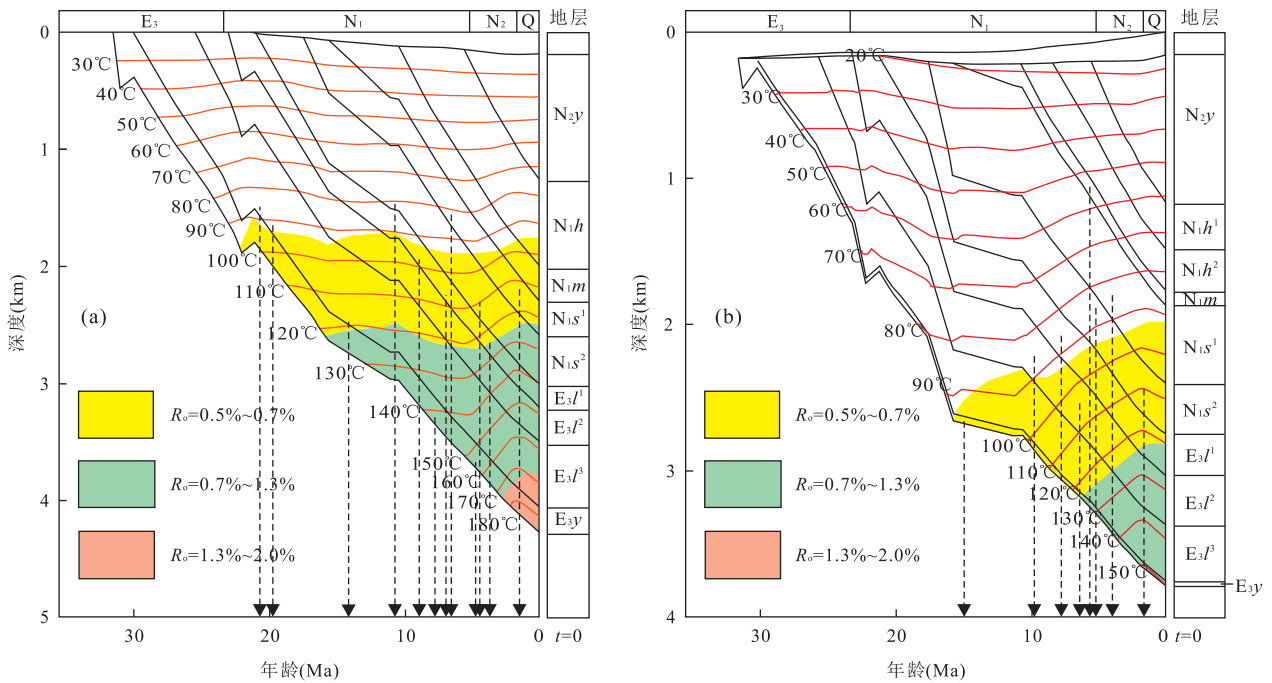 E₃ N₁ N₂ Q 地层
0
1
2
3
4
5
深度(km)
30℃
40℃
50℃
60℃
70℃
80℃
90℃
100℃
110℃
120℃
130℃
140℃
150℃
160℃
170℃
180℃
(a)
Rₒ=0.5%~0.7%
Rₒ=0.7%~1.3%
Rₒ=1.3%~2.0%
N₂y
N₁h
N₁m
N₁s¹
N₁s²
E₃l¹
E₃l²
E₃l³
E₃y
30 20 10 0 t=0
年龄(Ma)
E₃ N₁ N₂ Q 地层
0
1
2
3
4
深度(km)
20℃
30℃
40℃
50℃
60℃
70℃
80℃
90℃
100℃
110℃
120℃
130℃
140℃
150℃
(b)
Rₒ=0.5%~0.7%
Rₒ=0.7%~1.3%
Rₒ=1.3%~2.0%
N₂y
N₁h¹
N₁h²
N₁m
N₁s¹
N₁s²
E₃l¹
E₃l²
E₃l³
E₃y
30 20 10 0 t=0
年龄(Ma)